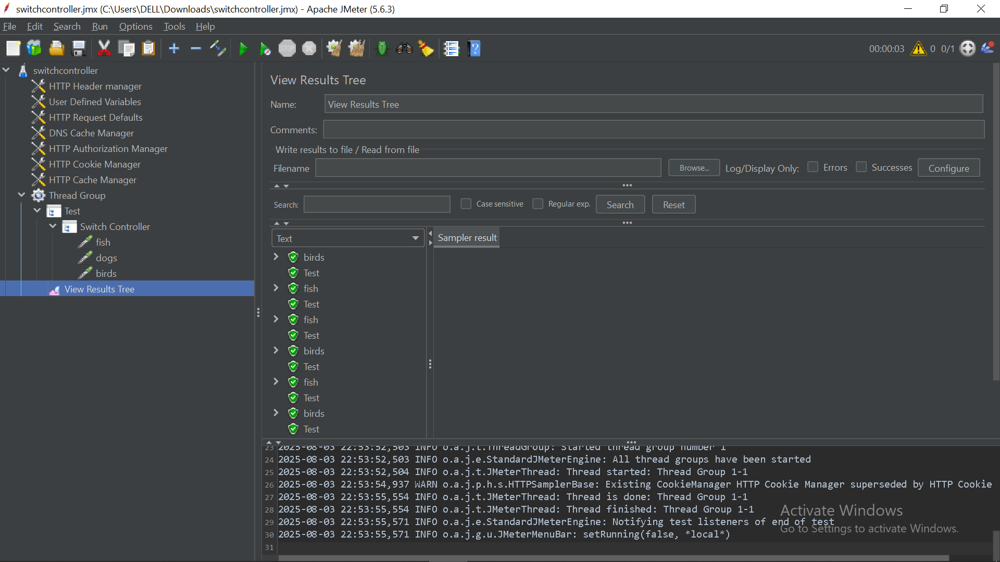 switchcontroller.jmx (C:\Users\DELL\Downloads\switchcontroller.jmx) - Apache JMeter (5.6.3)
File Edit Search Run Options Tools Help
STOP
00:00:03 0 0/1
switchcontroller
HTTP Header manager
User Defined Variables
HTTP Request Defaults
DNS Cache Manager
HTTP Authorization Manager
HTTP Cookie Manager
HTTP Cache Manager
Thread Group
Test
Switch Controller
fish
dogs
birds
View Results Tree
View Results Tree
Name: View Results Tree
Comments:
Write results to file / Read from file
Filename Browse... Log/Display Only: Errors Successes Configure
Search: Case sensitive Regular exp. Search Reset
Text Sampler result
birds
Test
fish
Test
fish
Test
birds
Test
fish
Test
birds
Test
23 2025-08-03 22:53:52,503 INFO o.a.j.t.ThreadGroup: Started thread group number 1
24 2025-08-03 22:53:52,503 INFO o.a.j.e.StandardJMeterEngine: All thread groups have been started
25 2025-08-03 22:53:52,504 INFO o.a.j.t.JMeterThread: Thread started: Thread Group 1-1
26 2025-08-03 22:53:54,937 WARN o.a.j.p.h.s.HTTPSamplerBase: Existing CookieManager HTTP Cookie Manager superseded by HTTP Cookie
27 2025-08-03 22:53:55,554 INFO o.a.j.t.JMeterThread: Thread is done: Thread Group 1-1
28 2025-08-03 22:53:55,554 INFO o.a.j.t.JMeterThread: Thread finished: Thread Group 1-1
29 2025-08-03 22:53:55,571 INFO o.a.j.e.StandardJMeterEngine: Notifying test listeners of end of test
30 2025-08-03 22:53:55,571 INFO o.a.j.g.u.JMeterMenuBar: setRunning(false, *local*)
31
Activate Windows
Go to Settings to activate Windows.